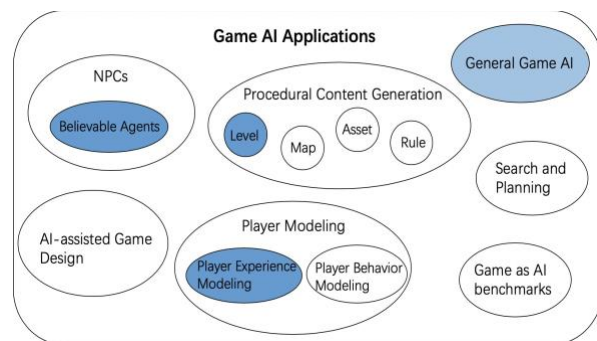 Game AI Applications
NPCs
Believable Agents
Procedural Content Generation
Level
Map
Asset
Rule
General Game AI
AI-assisted Game
Design
Player Modeling
Player Experience
Modeling
Player Behavior
Modeling
Search and
Planning
Game as AI
benchmarks